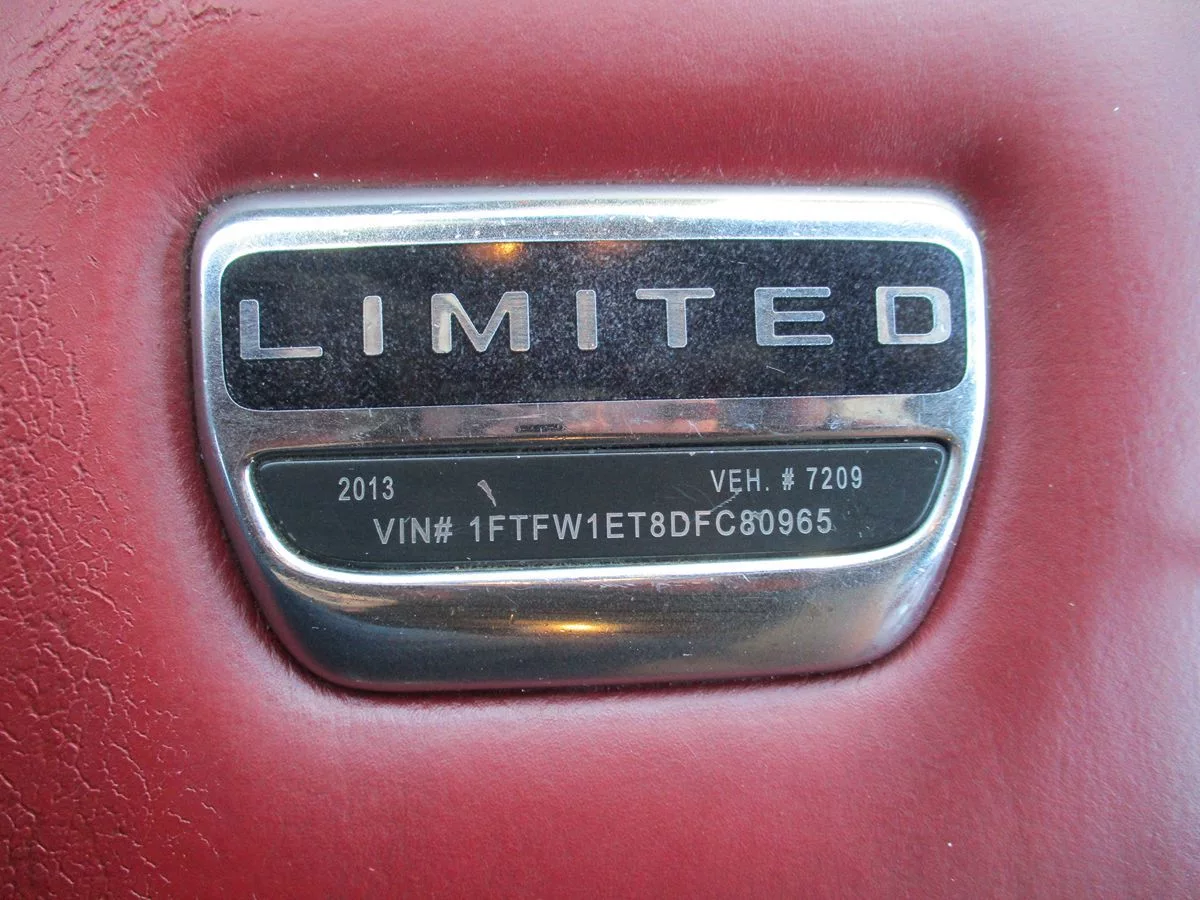 LIMITED
2013 VEH. # 7209
VIN# 1FTFW1ET8DFC80965